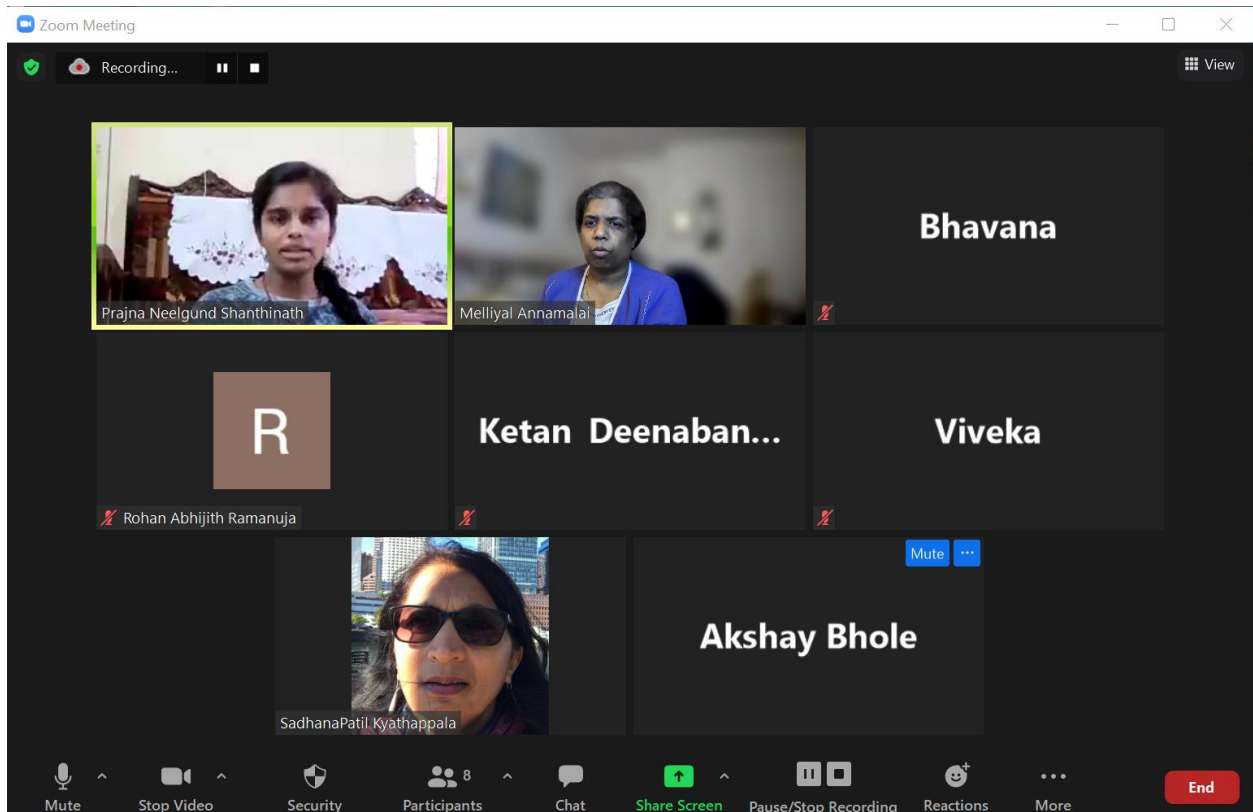 Zoom Meeting
Recording...
View
Prajna Neelgund Shanthinath
Melliyal Annamalai
Bhavana
R
Rohan Abhijith Ramanuja
Ketan Deenaban...
Viveka
SadhanaPatil Kyathappala
Mute
Akshay Bhole
8
Mute
Stop Video
Security
Participants
Chat
Share Screen
Pause/Stop Recording
Reactions
More
End